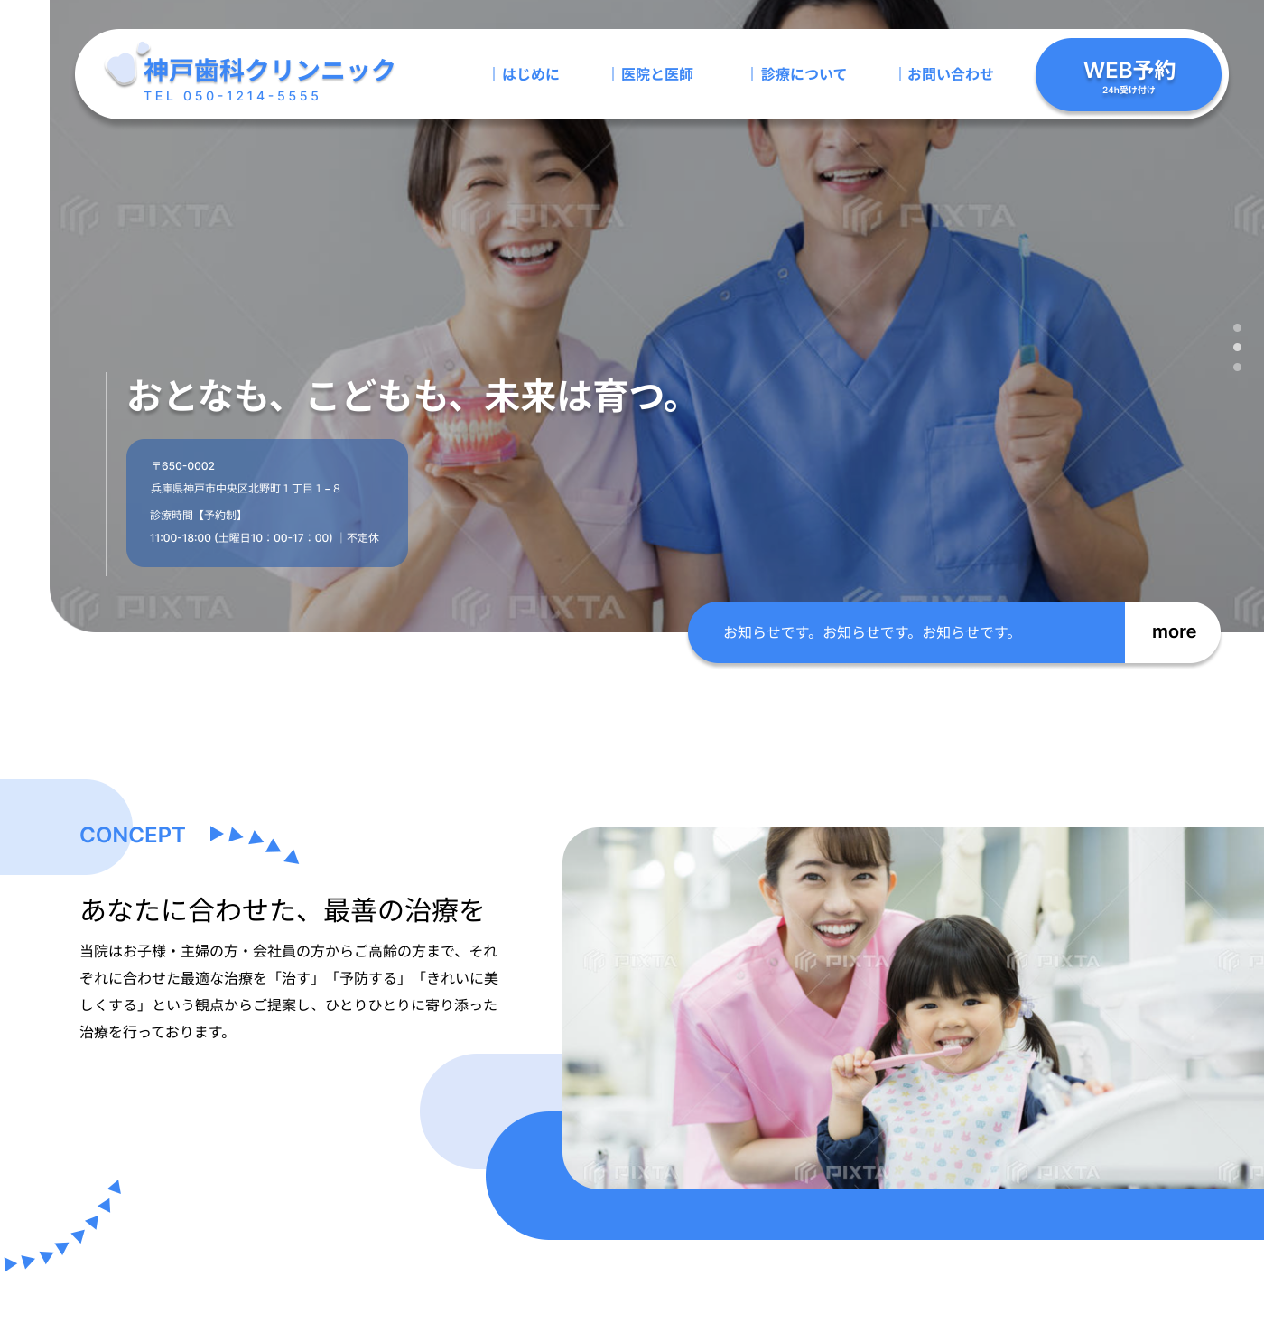 神戸歯科クリンニック
TEL 050-1214-5555
｜はじめに
｜医院と医師
｜診療について
｜お問い合わせ
WEB予約
24h受け付け
PIXTA PIXTA PIXTA
おとなも、こどもも、未来は育つ。
〒650-0002
兵庫県神戸市中央区北野町１丁目１−８
診療時間【予約制】
11:00-18:00 (土曜日10：00-17：00) ｜不定休
PIXTA PIXTA PIXTA
お知らせです。お知らせです。お知らせです。
more
CONCEPT
あなたに合わせた、最善の治療を
当院はお子様・主婦の方・会社員の方からご高齢の方まで、それ
ぞれに合わせた最適な治療を「治す」「予防する」「きれいに美
しくする」という観点からご提案し、ひとりひとりに寄り添った
治療を行っております。
PIXTA PIXTA PIXTA
PIXTA PIXTA PIXTA